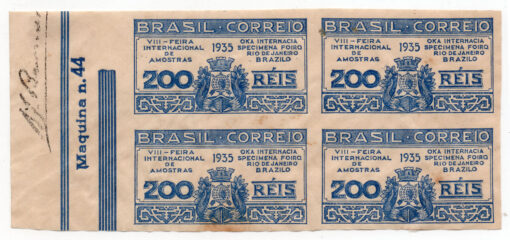 Maquina n. 44
BRASIL · CORREIO
VIII - FEIRA INTERNACIONAL DE AMOSTRAS
1935
OKA INTERNACIA SPECIMENA FOIRO RIO DE JANEIRO BRAZILO
200 RÉIS
BRASIL · CORREIO
VIII - FEIRA INTERNACIONAL DE AMOSTRAS
1935
OKA INTERNACIA SPECIMENA FOIRO RIO DE JANEIRO BRAZILO
200 RÉIS
BRASIL · CORREIO
VIII - FEIRA INTERNACIONAL DE AMOSTRAS
1935
OKA INTERNACIA SPECIMENA FOIRO RIO DE JANEIRO BRAZILO
200 RÉIS
BRASIL · CORREIO
VIII - FEIRA INTERNACIONAL DE AMOSTRAS
1935
OKA INTERNACIA SPECIMENA FOIRO RIO DE JANEIRO BRAZILO
200 RÉIS